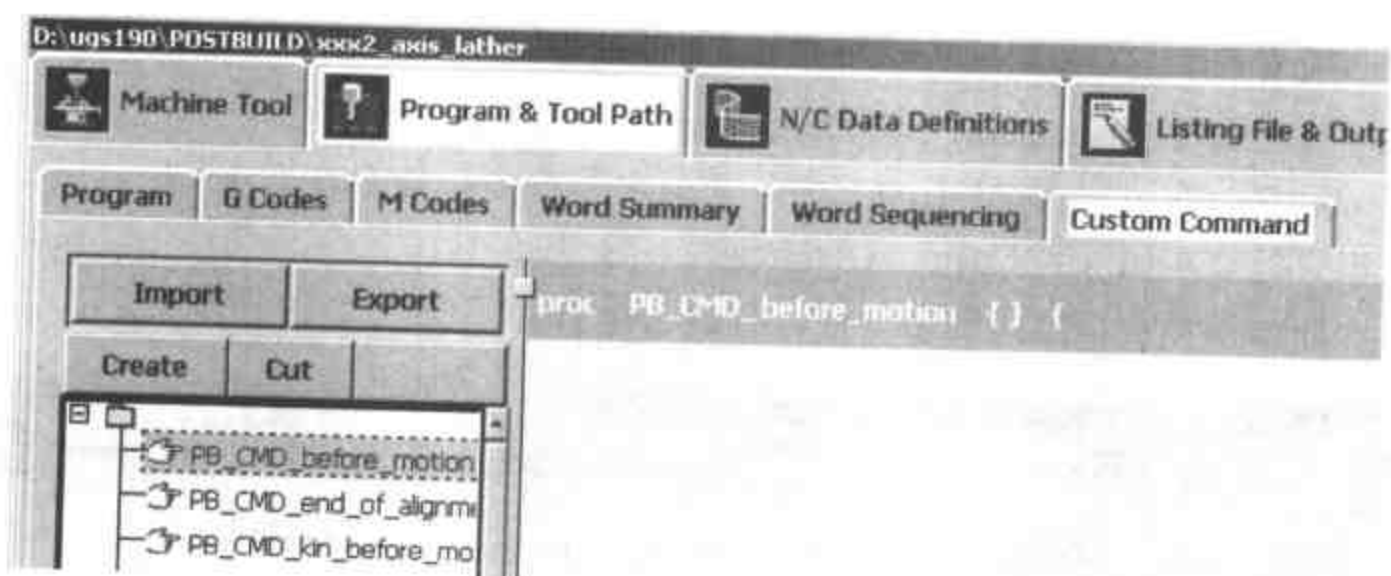 D:\ugs190\POSTBUILD\xxx2_axis_lather
Machine Tool Program & Tool Path N/C Data Definitions Listing File & Outp
Program G Codes M Codes Word Summary Word Sequencing Custom Command
Import Export proc PB_CMD_before_motion {} {
Create Cut
PB_CMD_before_motion
PB_CMD_end_of_alignme
PB_CMD_kin_before_mo